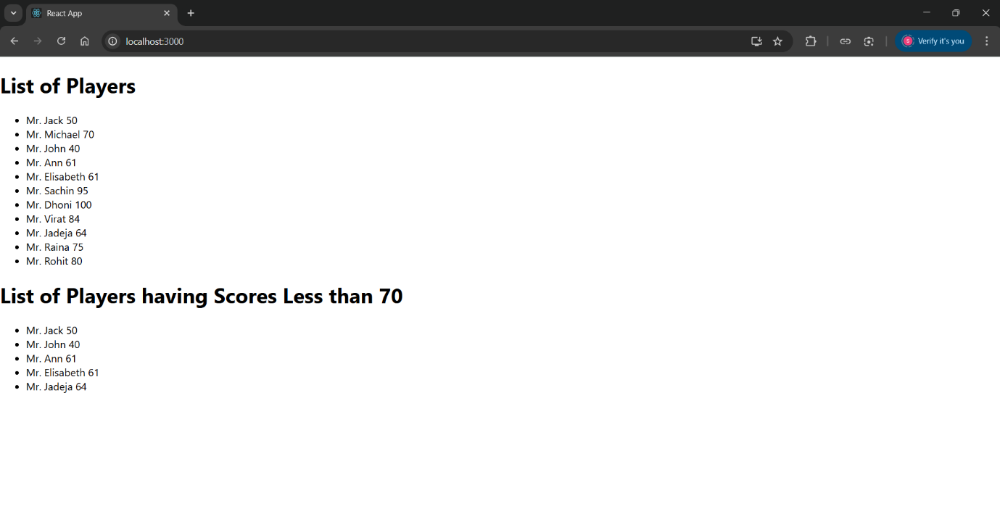 React App
localhost:3000
S
Verify it's you
List of Players
Mr. Jack 50
Mr. Michael 70
Mr. John 40
Mr. Ann 61
Mr. Elisabeth 61
Mr. Sachin 95
Mr. Dhoni 100
Mr. Virat 84
Mr. Jadeja 64
Mr. Raina 75
Mr. Rohit 80
List of Players having Scores Less than 70
Mr. Jack 50
Mr. John 40
Mr. Ann 61
Mr. Elisabeth 61
Mr. Jadeja 64